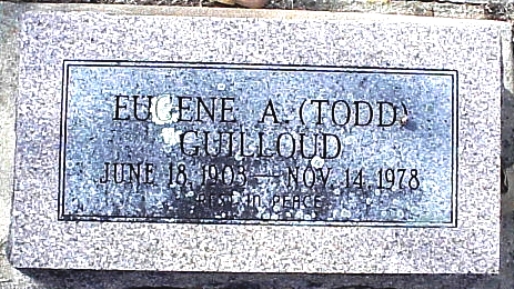 EUGENE A. (TODD)
GUILLOUD
JUNE 18, 1903 — NOV. 14, 1978
REST IN PEACE